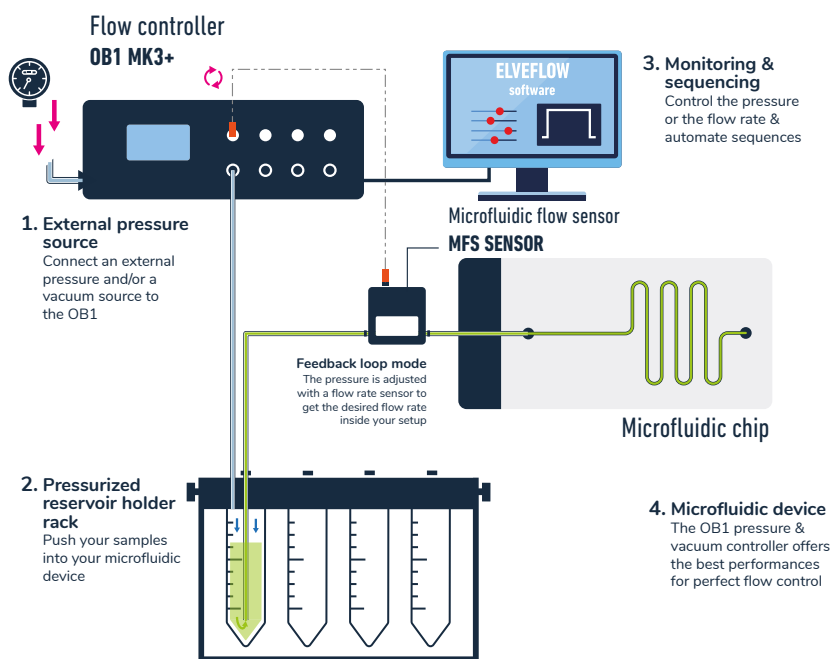 Flow controller
OB1 MK3+
ELVEFLOW
software
3. Monitoring &
sequencing
Control the pressure
or the flow rate &
automate sequences
1. External pressure
source
Connect an external
pressure and/or a
vacuum source to
the OB1
Microfluidic flow sensor
MFS SENSOR
Feedback loop mode
The pressure is adjusted
with a flow rate sensor to
get the desired flow rate
inside your setup
Microfluidic chip
2. Pressurized
reservoir holder
rack
Push your samples
into your microfluidic
device
4. Microfluidic device
The OB1 pressure &
vacuum controller offers
the best performances
for perfect flow control